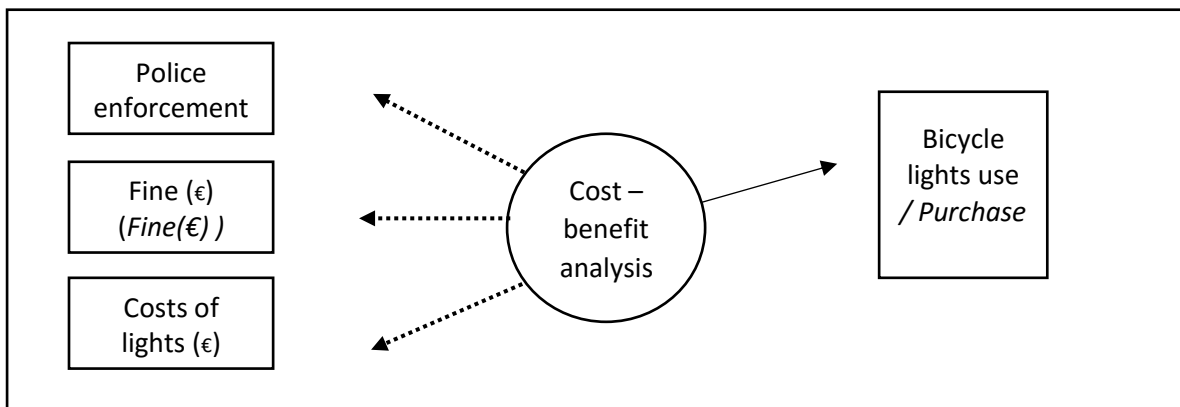 Police
enforcement
Fine (€)
(Fine(€) )
Costs of
lights (€)
Cost –
benefit
analysis
Bicycle
lights use
/ Purchase